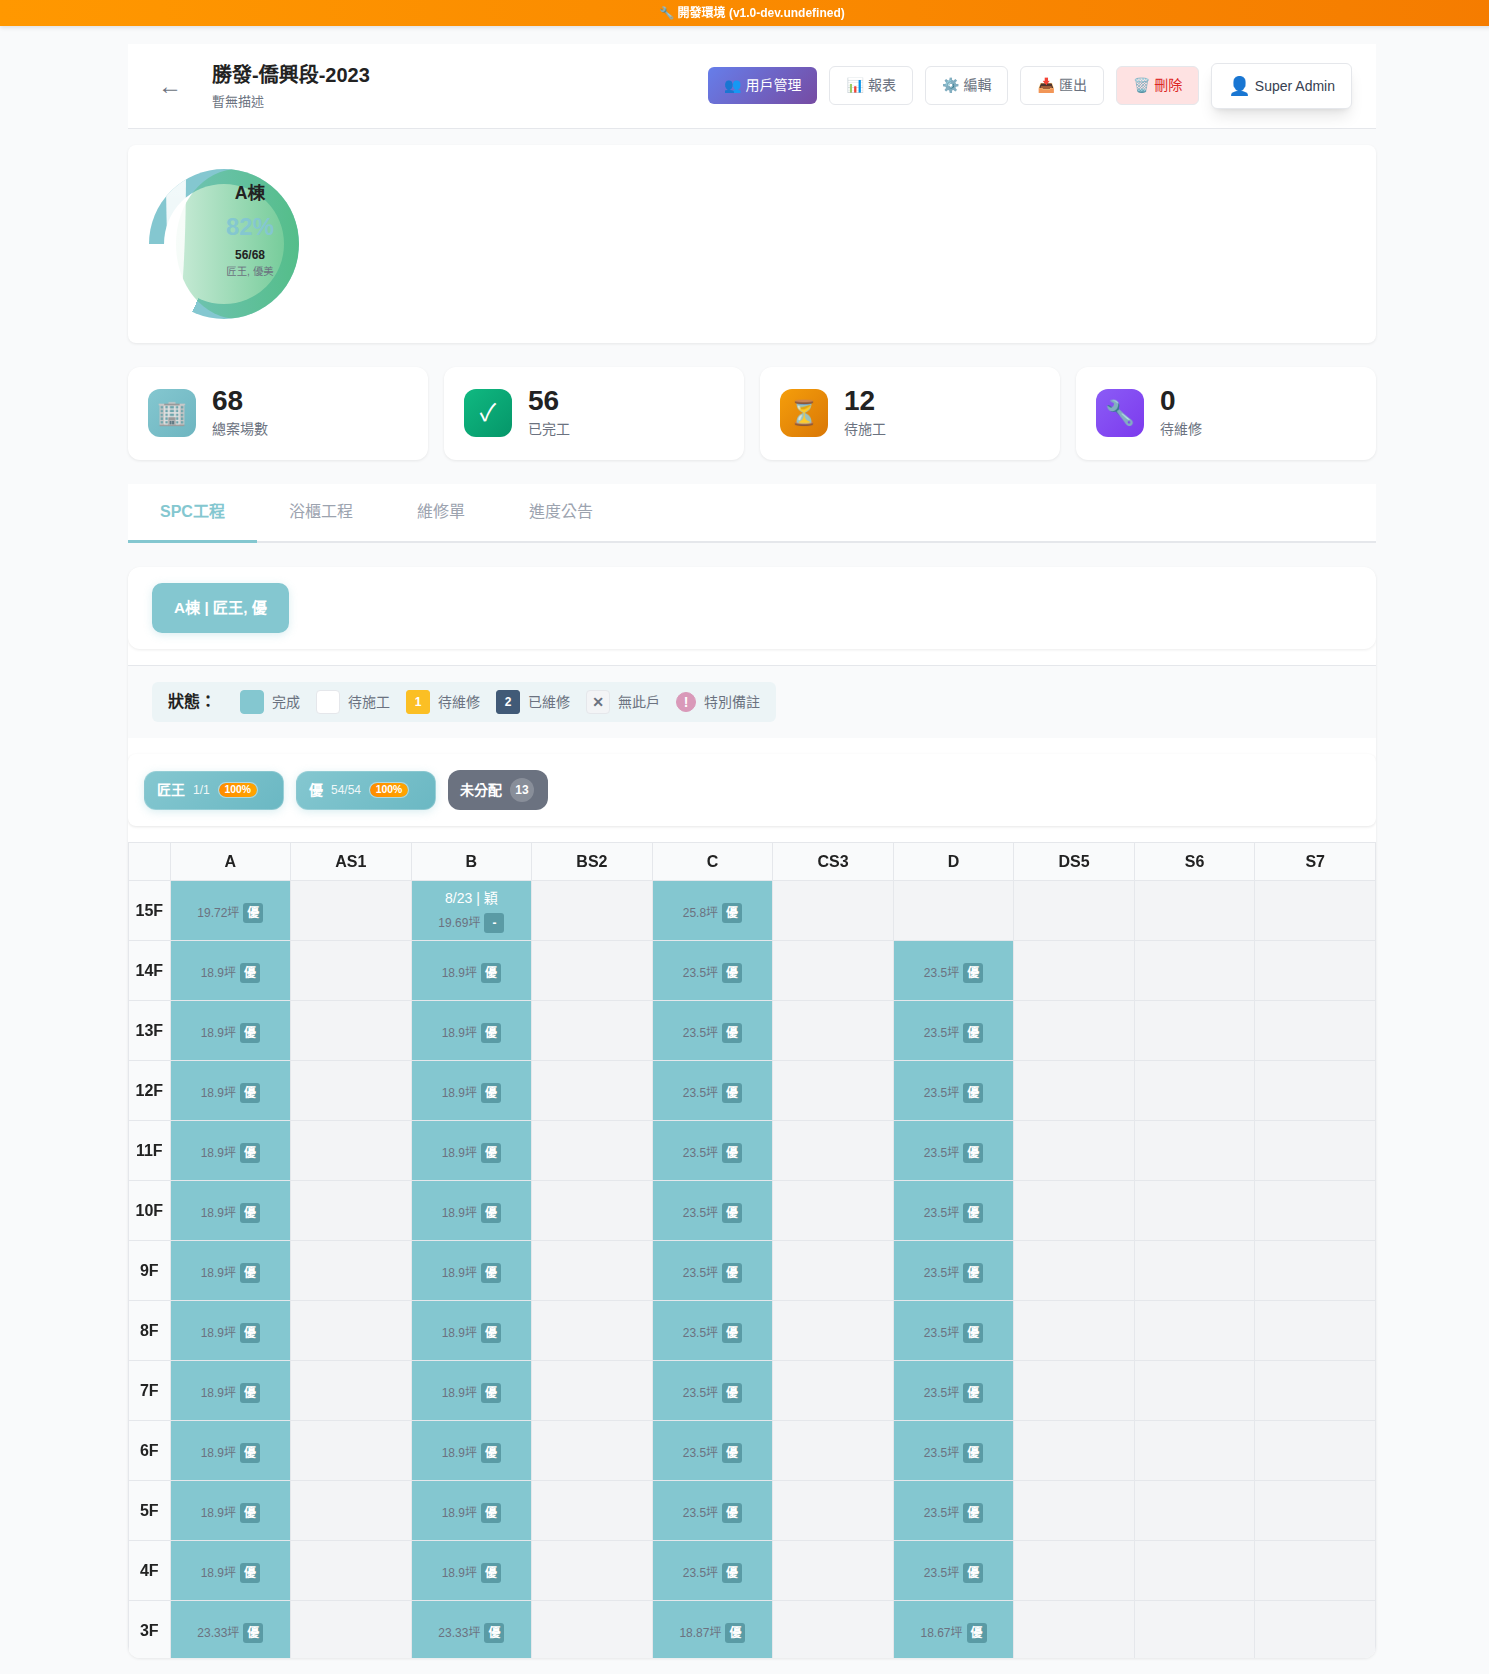 🔧 開發環境 (v1.0-dev.undefined)
←
勝發-僑興段-2023
暫無描述
👥 用戶管理
📊 報表
⚙️ 編輯
📥 匯出
🗑️ 刪除
👤 Super Admin
A棟
82%
56/68
匠王, 優美
68
總案場數
56
已完工
12
待施工
0
待維修
SPC工程 浴櫃工程 維修單 進度公告
A棟 | 匠王, 優
狀態： 完成 待施工 1 待維修 2 已維修 ✕ 無此戶 ! 特別備註
匠王 1/1 100% 優 54/54 100% 未分配 13
A AS1 B BS2 C CS3 D DS5 S6 S7
8/23 | 穎
15F 19.72坪 優 19.69坪 - 25.8坪 優
14F 18.9坪 優 18.9坪 優 23.5坪 優 23.5坪 優
13F 18.9坪 優 18.9坪 優 23.5坪 優 23.5坪 優
12F 18.9坪 優 18.9坪 優 23.5坪 優 23.5坪 優
11F 18.9坪 優 18.9坪 優 23.5坪 優 23.5坪 優
10F 18.9坪 優 18.9坪 優 23.5坪 優 23.5坪 優
9F 18.9坪 優 18.9坪 優 23.5坪 優 23.5坪 優
8F 18.9坪 優 18.9坪 優 23.5坪 優 23.5坪 優
7F 18.9坪 優 18.9坪 優 23.5坪 優 23.5坪 優
6F 18.9坪 優 18.9坪 優 23.5坪 優 23.5坪 優
5F 18.9坪 優 18.9坪 優 23.5坪 優 23.5坪 優
4F 18.9坪 優 18.9坪 優 23.5坪 優 23.5坪 優
3F 23.33坪 優 23.33坪 優 18.87坪 優 18.67坪 優